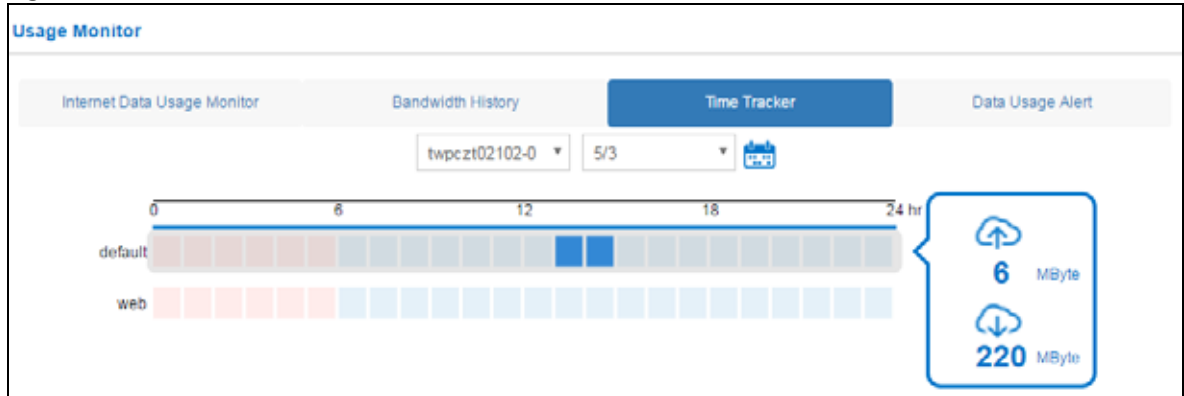 Usage Monitor
Internet Data Usage Monitor Bandwidth History Time Tracker Data Usage Alert
twpczt02102-0 5/3
0 6 12 18 24 hr
default
web
6 MByte
220 MByte